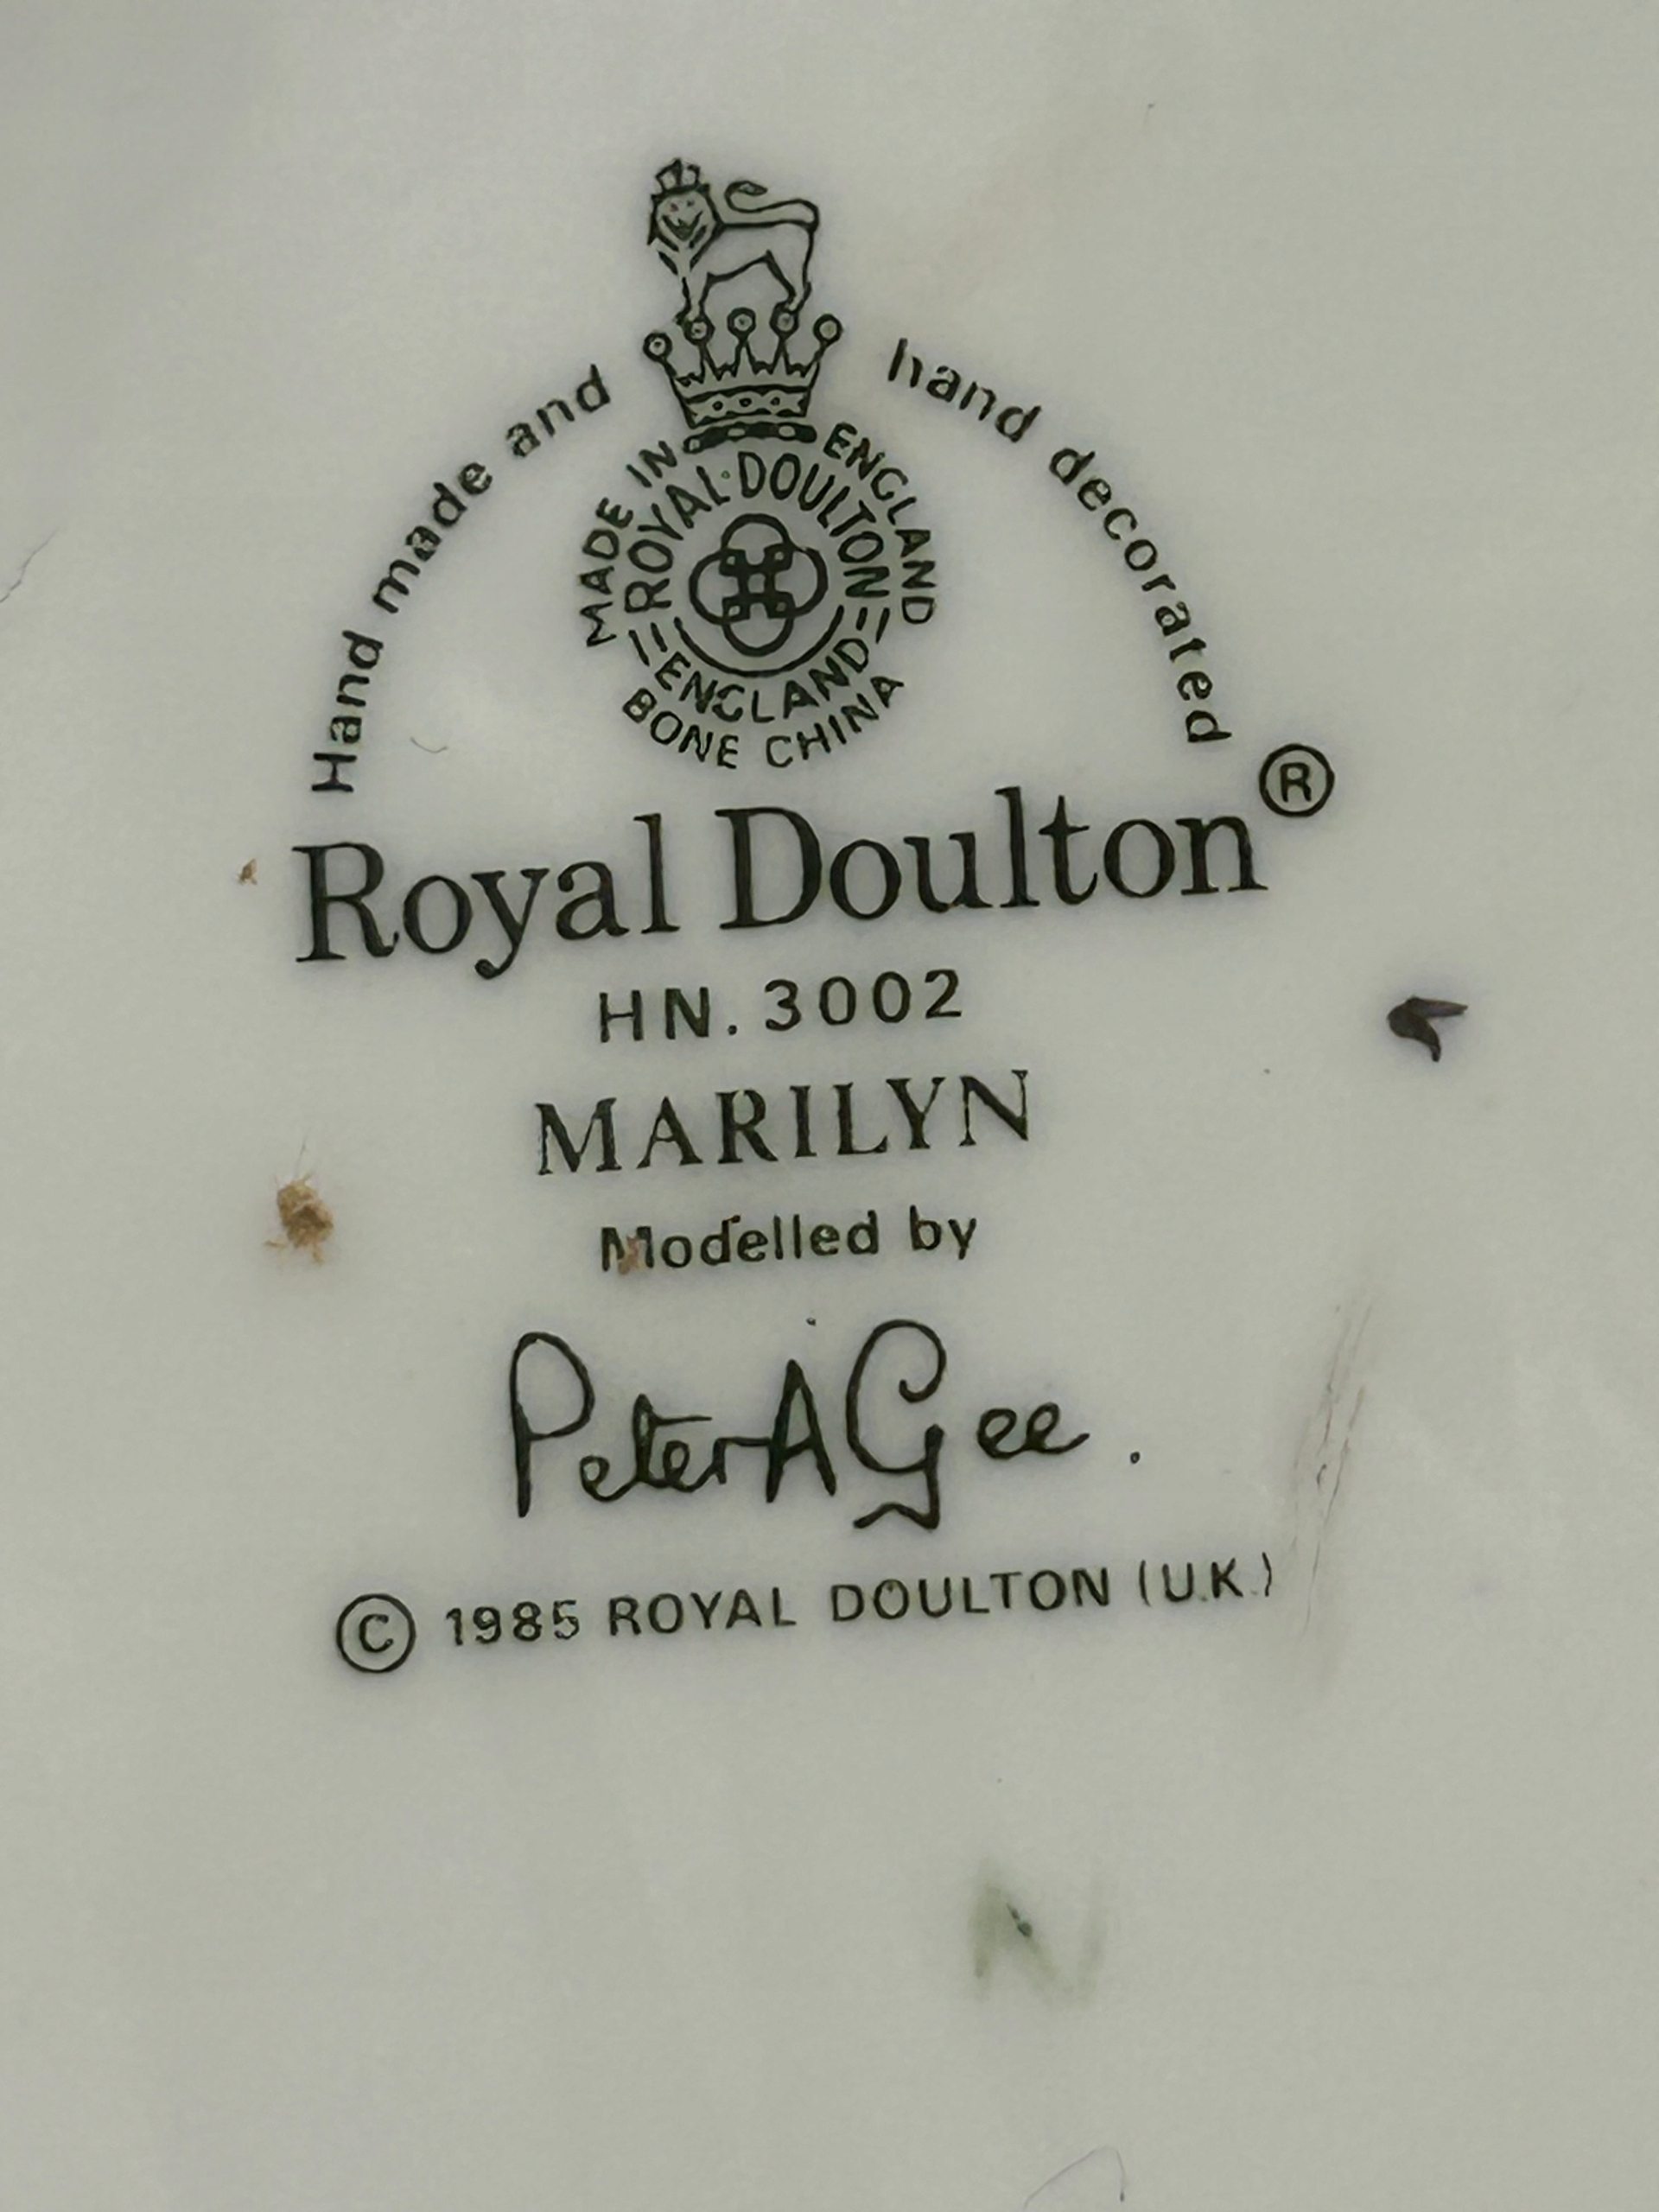 Hand made and hand decorated
MADE IN ENGLAND
ROYAL·DOULTON
ENGLAND
BONE CHINA
Royal Doulton®
HN. 3002
MARILYN
Modelled by
Peter A Gee.
© 1985 ROYAL DOULTON (U.K.)
N